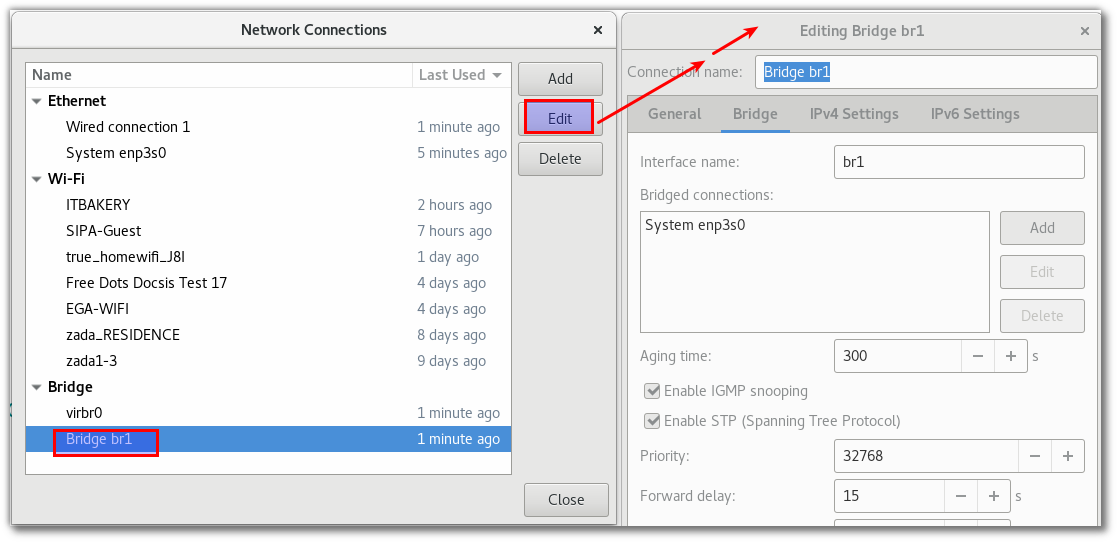 Network Connections
Name Last Used
Ethernet
Wired connection 1 1 minute ago
System enp3s0 5 minutes ago
Wi-Fi
ITBAKERY 2 hours ago
SIPA-Guest 7 hours ago
true_homewifi_J8I 1 day ago
Free Dots Docsis Test 17 4 days ago
EGA-WIFI 4 days ago
zada_RESIDENCE 8 days ago
zada1-3 9 days ago
Bridge
virbr0 1 minute ago
Bridge br1 1 minute ago
Add
Edit
Delete
Close
Editing Bridge br1
Connection name: Bridge br1
General Bridge IPv4 Settings IPv6 Settings
Interface name: br1
Bridged connections:
System enp3s0
Add
Edit
Delete
Aging time: 300 s
Enable IGMP snooping
Enable STP (Spanning Tree Protocol)
Priority: 32768
Forward delay: 15 s